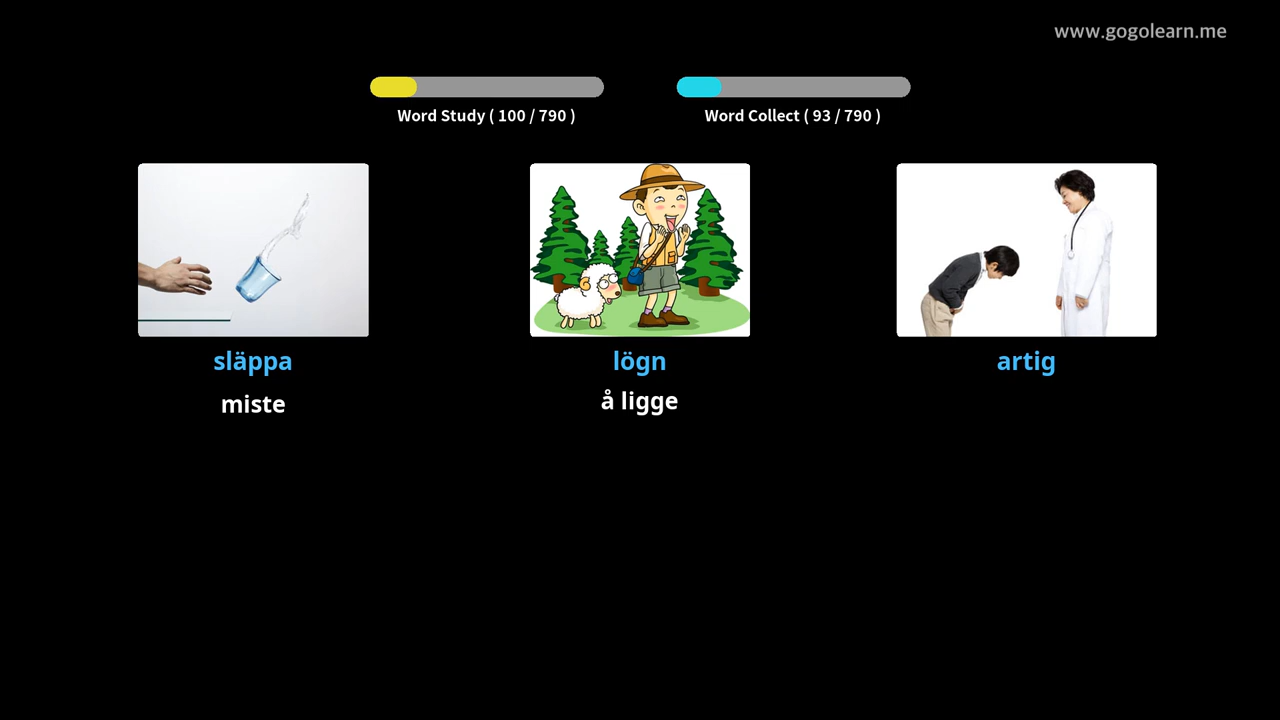 www.gogolearn.me
Word Study ( 100 / 790 )
Word Collect ( 93 / 790 )
släppa
lögn
artig
miste
å ligge